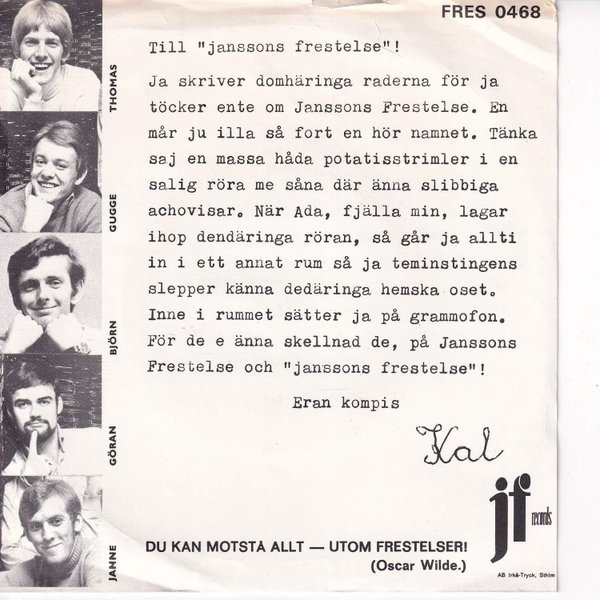 FRES 0468
THOMAS
GUGGE
BJÖRN
GÖRAN
JANNE
Till "janssons frestelse"!
Ja skriver domhäringa raderna för ja
töcker ente om Janssons Frestelse. En
mår ju illa så fort en hör namnet. Tänka
saj en massa håda potatisstrimler i en
salig röra me såna där änna slibbiga
achovisar. När Ada, fjälla min, lagar
ihop dendäringa röran, så går ja allti
in i ett annat rum så ja teminstingens
slepper känna dedäringa hemska oset.
Inne i rummet sätter ja på grammofon.
För de e änna skellnad de, på Janssons
Frestelse och "janssons frestelse"!
Eran kompis
Kal
jf records
DU KAN MOTSTÅ ALLT — UTOM FRESTELSER!
(Oscar Wilde.)
AB Irkå-Tryck, Sthlm